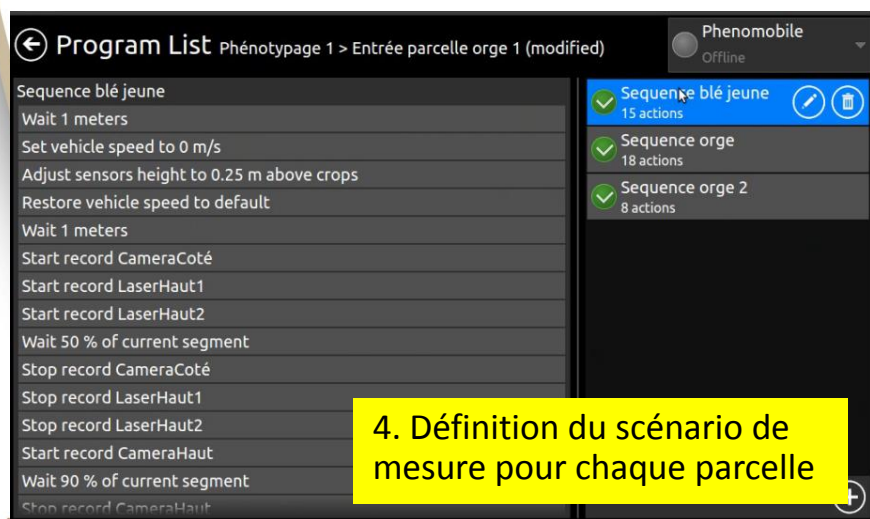 Program List Phénotypage 1 > Entrée parcelle orge 1 (modified)
Phenomobile
Offline
Sequence blé jeune
Wait 1 meters
Set vehicle speed to 0 m/s
Adjust sensors height to 0.25 m above crops
Restore vehicle speed to default
Wait 1 meters
Start record CameraCoté
Start record LaserHaut1
Start record LaserHaut2
Wait 50 % of current segment
Stop record CameraCoté
Stop record LaserHaut1
Stop record LaserHaut2
Start record CameraHaut
Wait 90 % of current segment
Stop record CameraHaut
Sequence blé jeune
15 actions
Sequence orge
18 actions
Sequence orge 2
8 actions
4. Définition du scénario de
mesure pour chaque parcelle